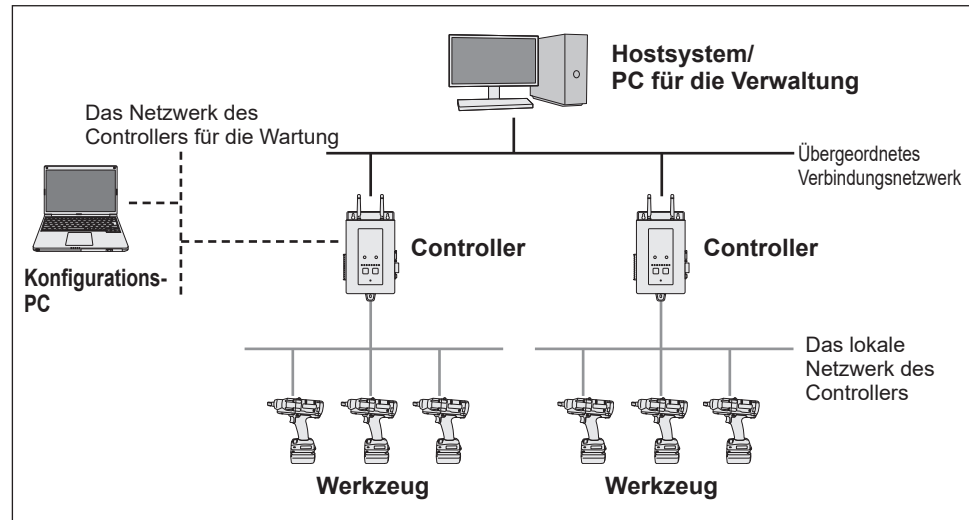 Hostsystem/
PC für die Verwaltung
Das Netzwerk des
Controllers für die Wartung
Übergeordnetes
Verbindungsnetzwerk
Controller
Controller
Konfigurations-
PC
Das lokale
Netzwerk des
Controllers
Werkzeug
Werkzeug